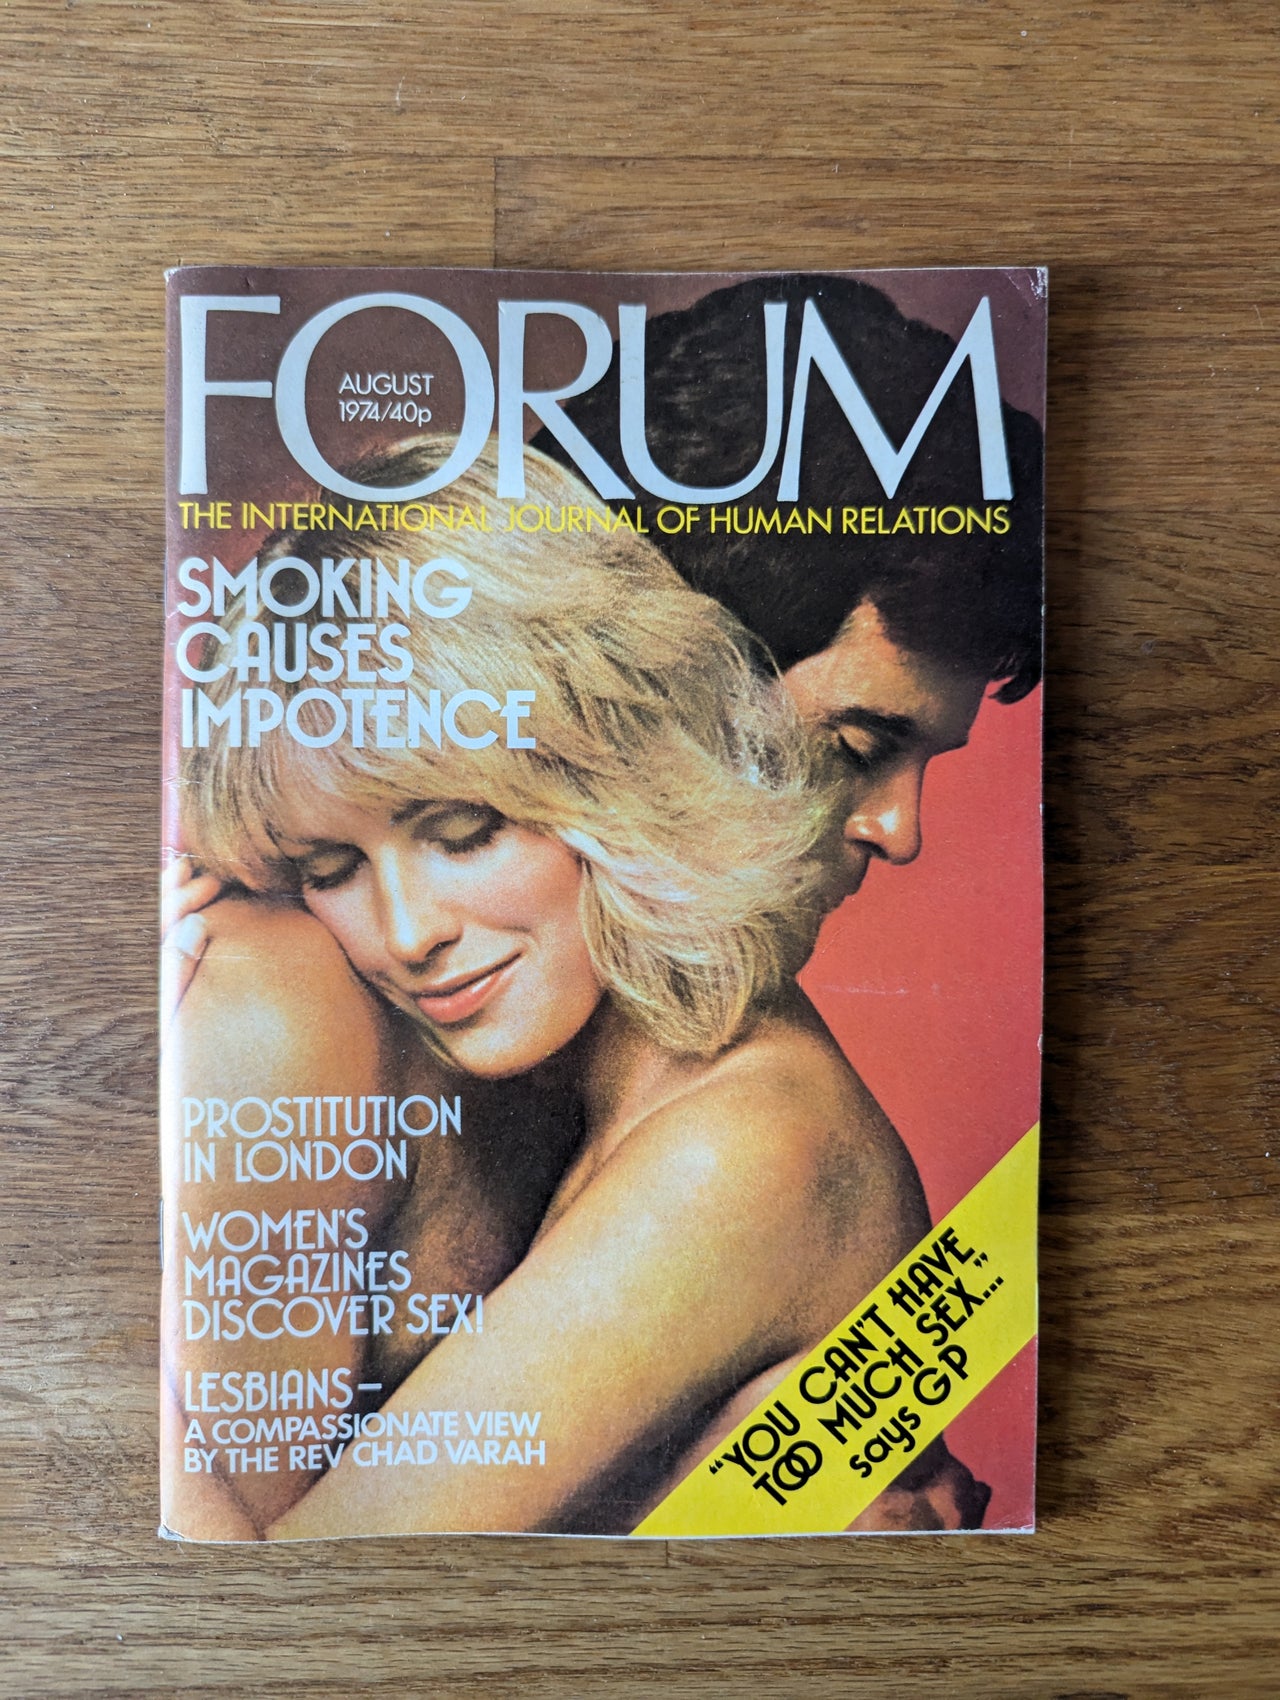 FORUM
AUGUST
1974/40p
THE INTERNATIONAL JOURNAL OF HUMAN RELATIONS
SMOKING
CAUSES
IMPOTENCE
PROSTITUTION
IN LONDON
WOMEN'S
MAGAZINES
DISCOVER SEX!
LESBIANS–
A COMPASSIONATE VIEW
BY THE REV CHAD VARAH
“YOU CAN'T HAVE
TOO MUCH SEX”...
says GP